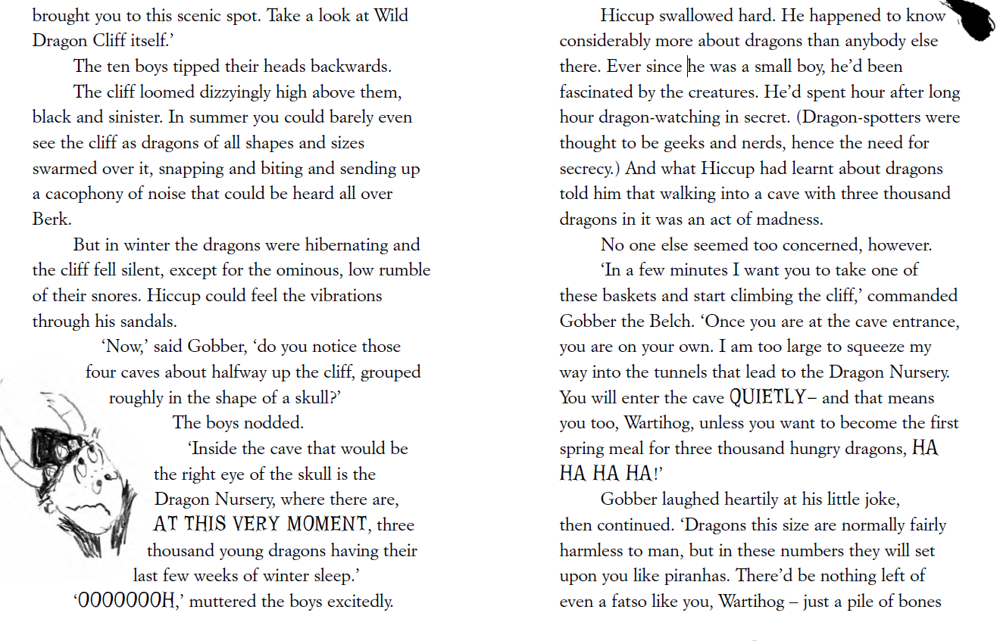 brought you to this scenic spot. Take a look at Wild
Dragon Cliff itself.’
The ten boys tipped their heads backwards.
The cliff loomed dizzyingly high above them,
black and sinister. In summer you could barely even
see the cliff as dragons of all shapes and sizes
swarmed over it, snapping and biting and sending up
a cacophony of noise that could be heard all over
Berk.
But in winter the dragons were hibernating and
the cliff fell silent, except for the ominous, low rumble
of their snores. Hiccup could feel the vibrations
through his sandals.
‘Now,’ said Gobber, ‘do you notice those
four caves about halfway up the cliff, grouped
roughly in the shape of a skull?’
The boys nodded.
‘Inside the cave that would be
the right eye of the skull is the
Dragon Nursery, where there are,
AT THIS VERY MOMENT, three
thousand young dragons having their
last few weeks of winter sleep.’
‘OOOOOOOH,’ muttered the boys excitedly.
Hiccup swallowed hard. He happened to know
considerably more about dragons than anybody else
there. Ever since he was a small boy, he’d been
fascinated by the creatures. He’d spent hour after long
hour dragon-watching in secret. (Dragon-spotters were
thought to be geeks and nerds, hence the need for
secrecy.) And what Hiccup had learnt about dragons
told him that walking into a cave with three thousand
dragons in it was an act of madness.
No one else seemed too concerned, however.
‘In a few minutes I want you to take one of
these baskets and start climbing the cliff,’ commanded
Gobber the Belch. ‘Once you are at the cave entrance,
you are on your own. I am too large to squeeze my
way into the tunnels that lead to the Dragon Nursery.
You will enter the cave QUIETLY – and that means
you too, Wartihog, unless you want to become the first
spring meal for three thousand hungry dragons, HA
HA HA HA!’
Gobber laughed heartily at his little joke,
then continued. ‘Dragons this size are normally fairly
harmless to man, but in these numbers they will set
upon you like piranhas. There’d be nothing left of
even a fatso like you, Wartihog – just a pile of bones